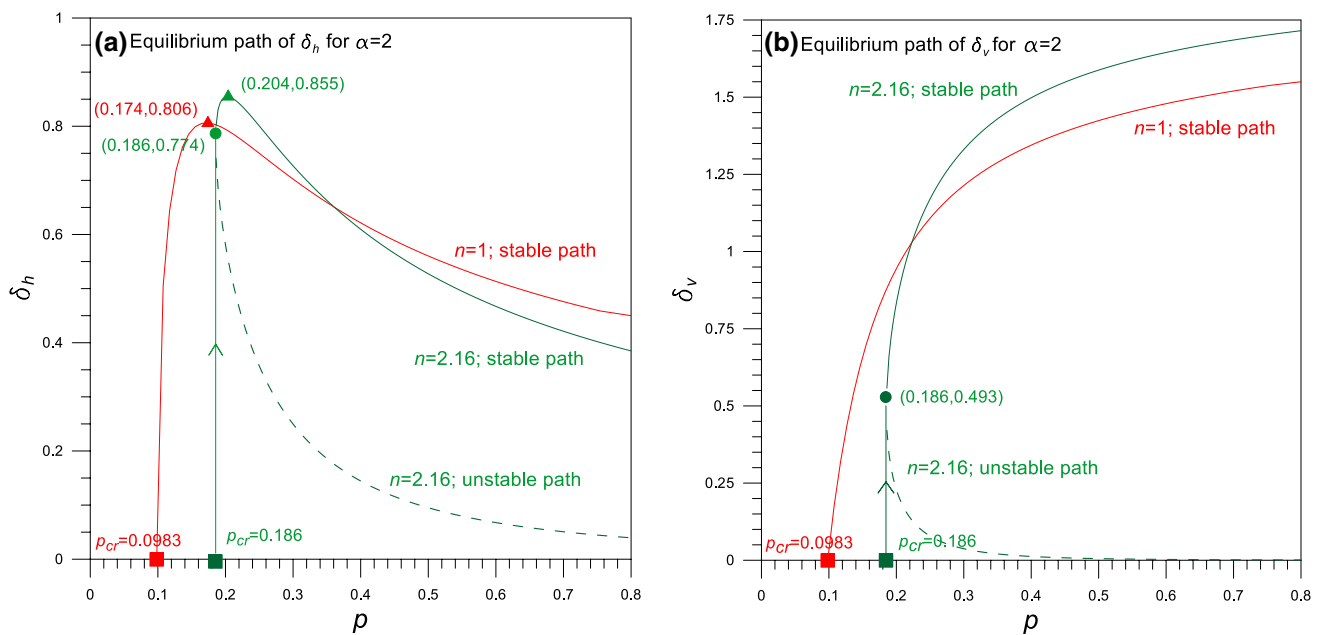 (a) Equilibrium path of δh for α=2
(0.204,0.855)
(0.174,0.806)
(0.186,0.774)
n=1; stable path
n=2.16; stable path
n=2.16; unstable path
pcr=0.0983
pcr=0.186
1
0.8
0.6
0.4
0.2
0
δh
0 0.1 0.2 0.3 0.4 0.5 0.6 0.7 0.8
p
(b) Equilibrium path of δv for α=2
n=2.16; stable path
n=1; stable path
(0.186,0.493)
n=2.16; unstable path
pcr=0.0983
pcr=0.186
1.75
1.5
1.25
1
0.75
0.5
0.25
0
δv
0 0.1 0.2 0.3 0.4 0.5 0.6 0.7 0.8
p